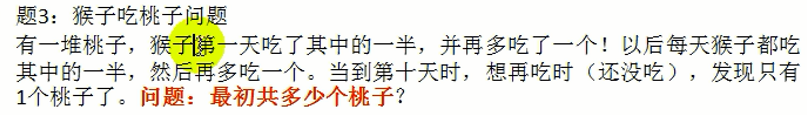 题3：猴子吃桃子问题
有一堆桃子，猴子第一天吃了其中的一半，并再多吃了一个！以后每天猴子都吃
其中的一半，然后再多吃一个。当到第十天时，想再吃时（还没吃），发现只有
1个桃子了。问题：最初共多少个桃子？